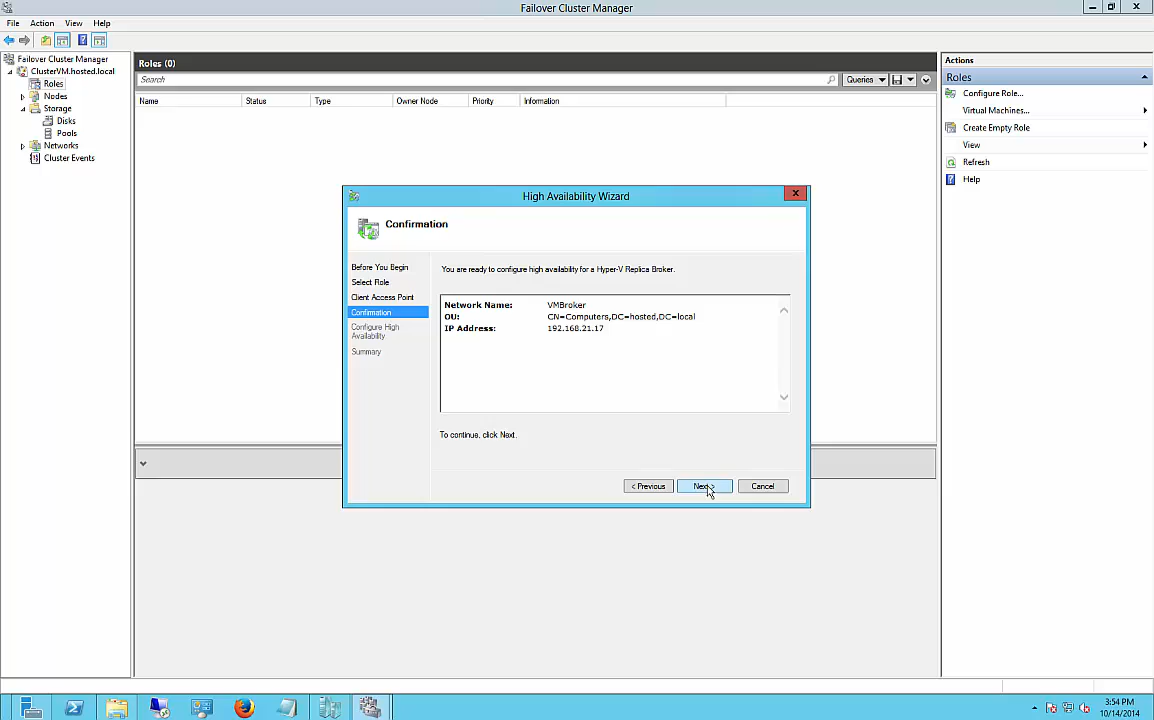 Failover Cluster Manager
File Action View Help
Failover Cluster Manager
ClusterVM.hosted.local
Roles
Nodes
Storage
Disks
Pools
Networks
Cluster Events
Roles (0)
Search
Queries
Name Status Type Owner Node Priority Information
Actions
Roles
Configure Role...
Virtual Machines...
Create Empty Role
View
Refresh
Help
High Availability Wizard
Confirmation
Before You Begin
Select Role
Client Access Point
Confirmation
Configure High
Availability
Summary
You are ready to configure high availability for a Hyper-V Replica Broker.
Network Name: VMBroker
OU: CN=Computers,DC=hosted,DC=local
IP Address: 192.168.21.17
To continue, click Next.
< Previous Next > Cancel
3:54 PM
10/14/2014